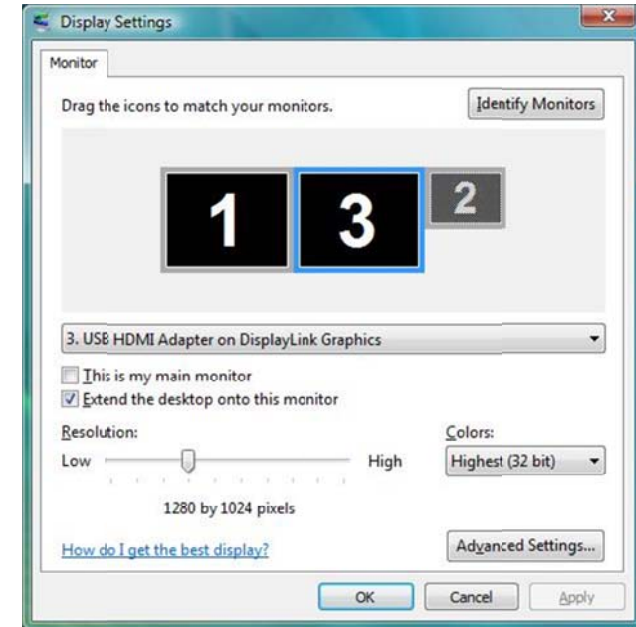 Display Settings
Monitor
Drag the icons to match your monitors.
Identify Monitors
1
3
2
3. USB HDMI Adapter on DisplayLink Graphics
This is my main monitor
Extend the desktop onto this monitor
Resolution:
Colors:
Low
High
Highest (32 bit)
1280 by 1024 pixels
How do I get the best display?
Advanced Settings...
OK
Cancel
Apply